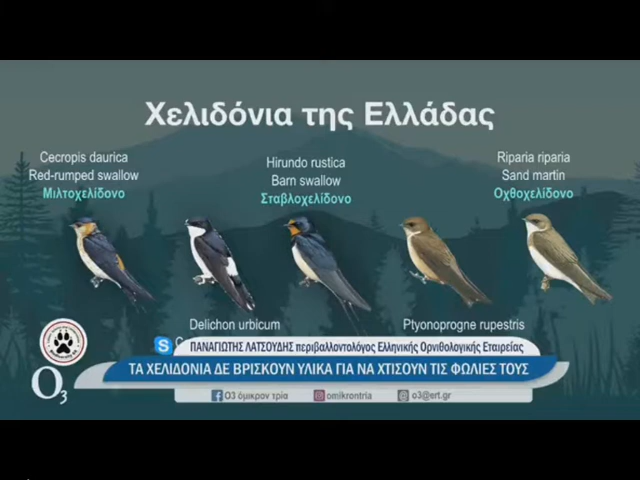 Χελιδόνια της Ελλάδας
Cecropis daurica
Red-rumped swallow
Μιλτοχελίδονο
Hirundo rustica
Barn swallow
Σταβλοχελίδονο
Riparia riparia
Sand martin
Οχθοχελίδονο
Delichon urbicum
Ptyonoprogne rupestris
ΠΑΝΑΓΙΩΤΗΣ ΛΑΤΣΟΥΔΗΣ περιβαλλοντολόγος Ελληνικής Ορνιθολογικής Εταιρείας
ΤΑ ΧΕΛΙΔΟΝΙΑ ΔΕ ΒΡΙΣΚΟΥΝ ΥΛΙΚΑ ΓΙΑ ΝΑ ΧΤΙΣΟΥΝ ΤΙΣ ΦΩΛΙΕΣ ΤΟΥΣ
O3
O3 όμικρον τρία
omikrontria
o3@ert.gr